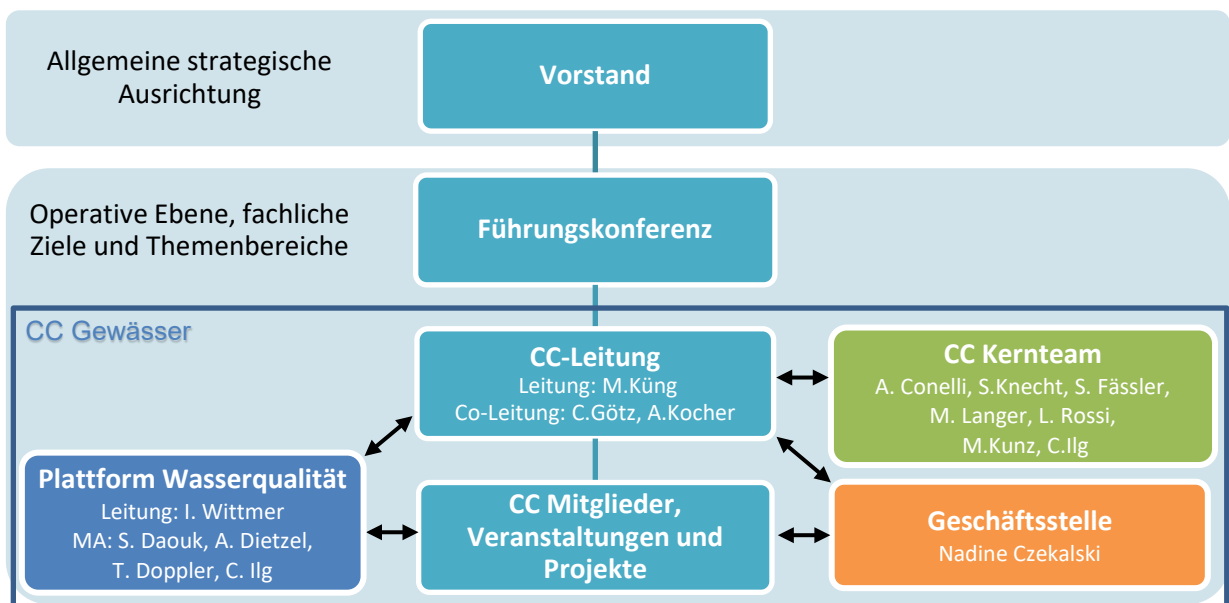 Allgemeine strategische
Ausrichtung
Vorstand
Operative Ebene, fachliche
Ziele und Themenbereiche
Führungskonferenz
CC Gewässer
CC-Leitung
Leitung: M.Küng
Co-Leitung: C.Götz, A.Kocher
CC Kernteam
A. Conelli, S.Knecht, S. Fässler,
M. Langer, L. Rossi,
M.Kunz, C.Ilg
Plattform Wasserqualität
Leitung: I. Wittmer
MA: S. Daouk, A. Dietzel,
T. Doppler, C. Ilg
CC Mitglieder,
Veranstaltungen und
Projekte
Geschäftsstelle
Nadine Czekalski